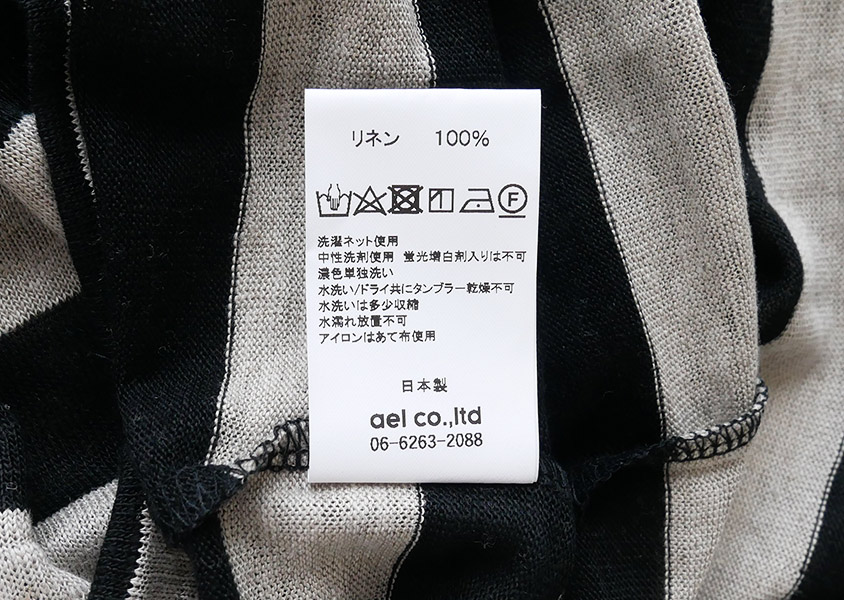 リネン 100%
洗濯ネット使用
中性洗剤使用 蛍光増白剤入りは不可
濃色単独洗い
水洗い/ドライ共にタンブラー乾燥不可
水洗いは多少収縮
水濡れ放置不可
アイロンはあて布使用
日本製
ael co.,ltd
06-6263-2088
F